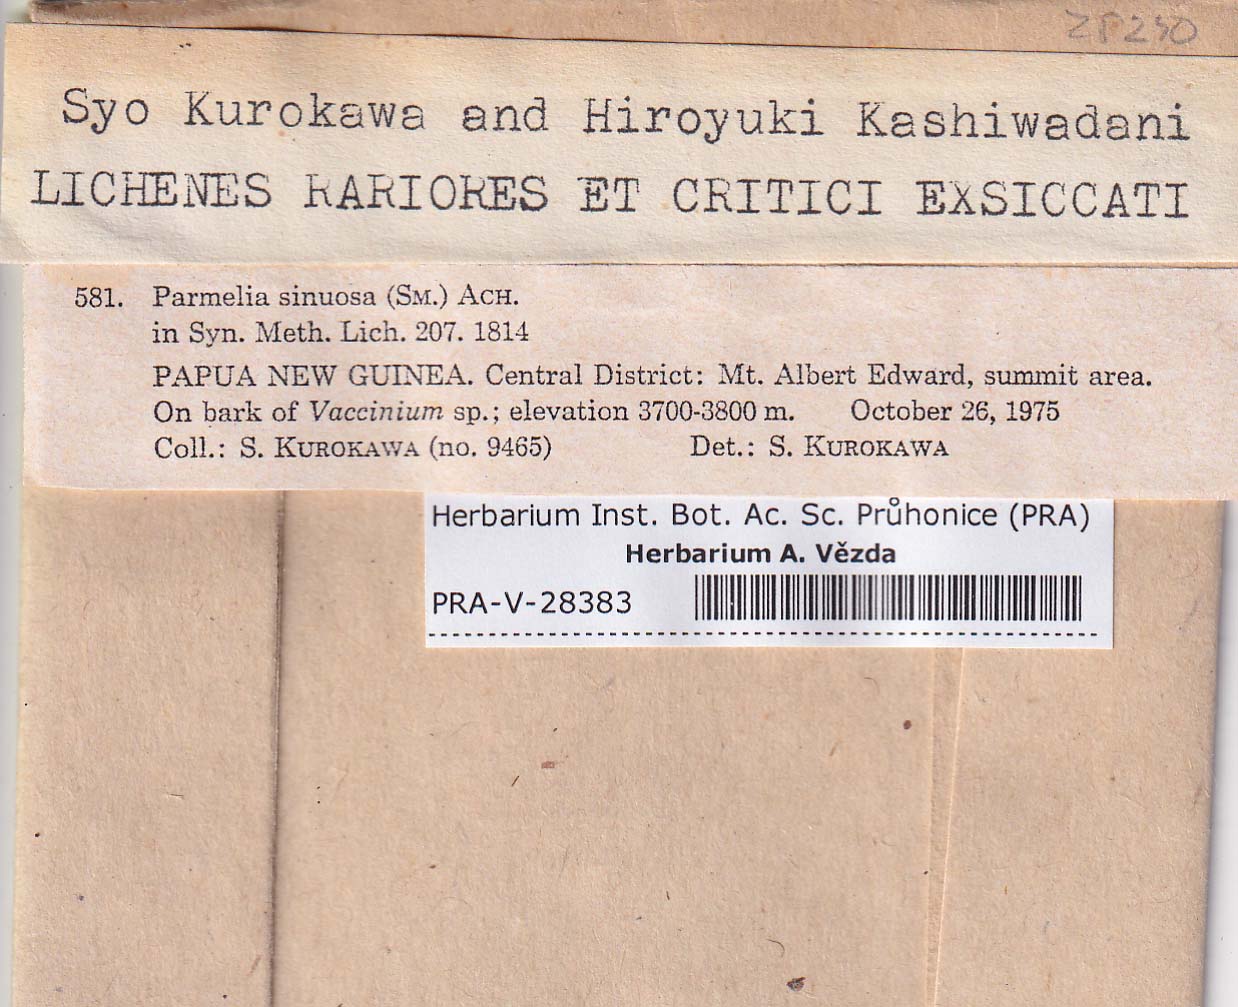 ZP230
Syo Kurokawa and Hiroyuki Kashiwadani
LICHENES RARIORES ET CRITICI EXSICCATI
581. Parmelia sinuosa (SM.) ACH.
in Syn. Meth. Lich. 207. 1814
PAPUA NEW GUINEA. Central District: Mt. Albert Edward, summit area.
On bark of Vaccinium sp.; elevation 3700-3800 m. October 26, 1975
Coll.: S. KUROKAWA (no. 9465) Det.: S. KUROKAWA
Herbarium Inst. Bot. Ac. Sc. Průhonice (PRA)
Herbarium A. Vězda
PRA-V-28383